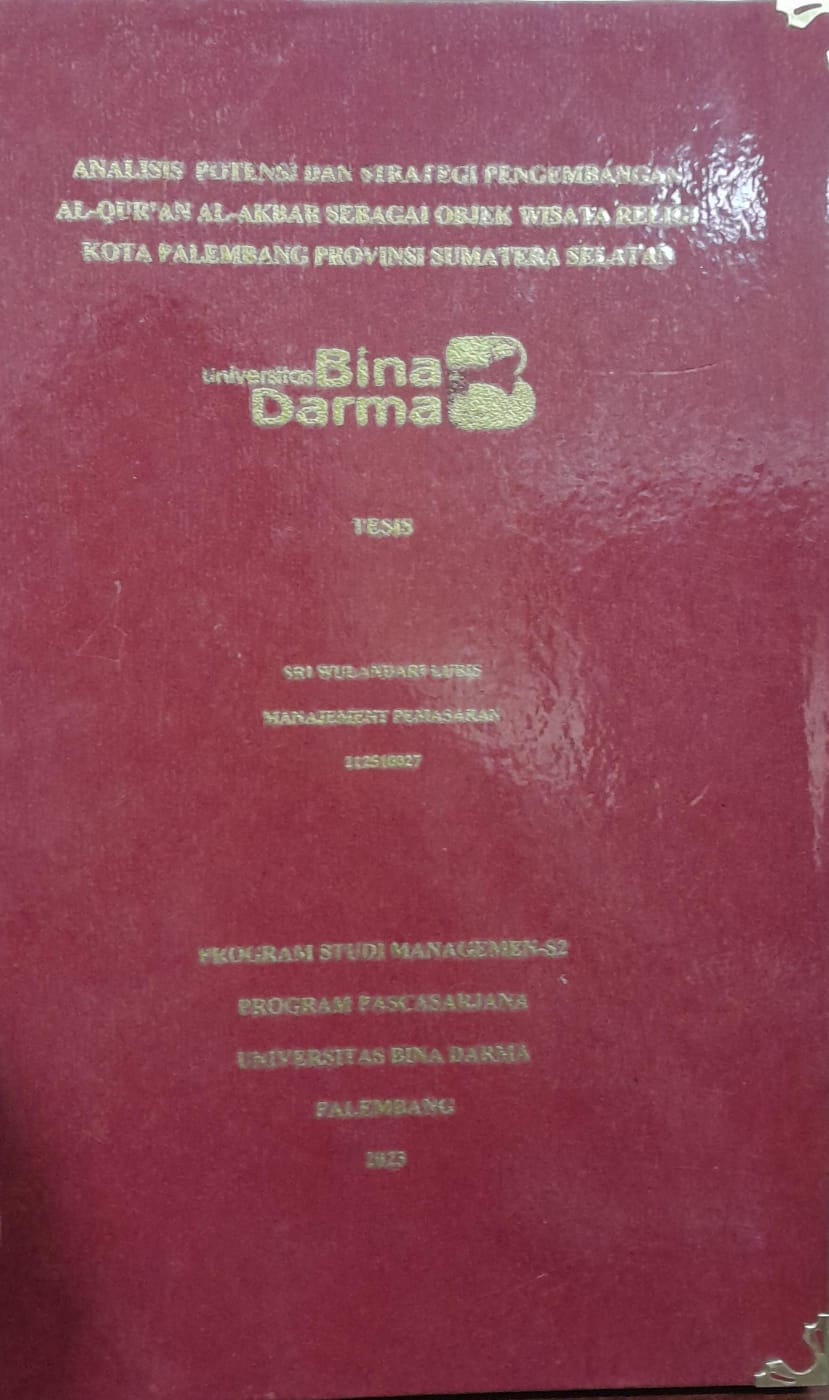 ANALISIS POTENSI DAN STRATEGI PENGEMBANGAN
AL-QUR'AN AL-AKBAR SEBAGAI OBJEK WISATA RELIGI
KOTA PALEMBANG PROVINSI SUMATERA SELATAN
Universitas Bina
Darma
TESIS
SRI WULANDARI LUBIS
MANAJEMENT PEMASARAN
212510027
PROGRAM STUDI MANAGEMEN-S2
PROGRAM PASCASARJANA
UNIVERSITAS BINA DARMA
PALEMBANG
2023